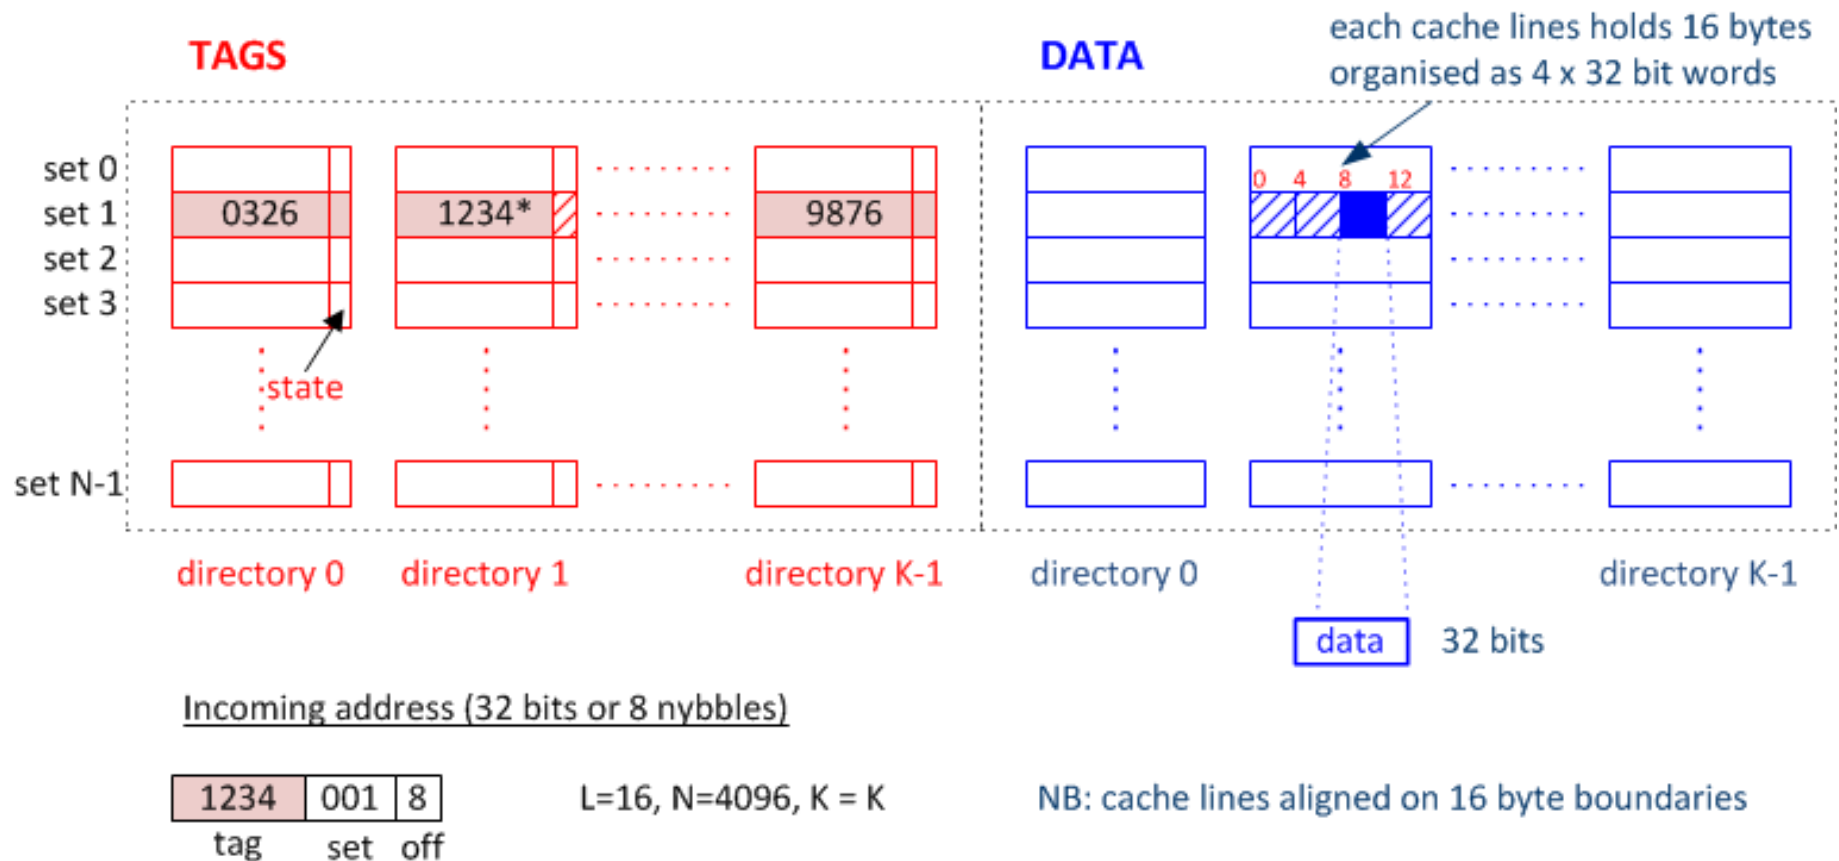 TAGS
DATA
each cache lines holds 16 bytes
organised as 4 x 32 bit words
set 0
0 4 8 12
set 1 0326 1234* 9876
set 2
set 3
state
set N-1
directory 0 directory 1 directory K-1 directory 0 directory K-1
data 32 bits
Incoming address (32 bits or 8 nybbles)
1234 001 8 L=16, N=4096, K = K NB: cache lines aligned on 16 byte boundaries
tag set off